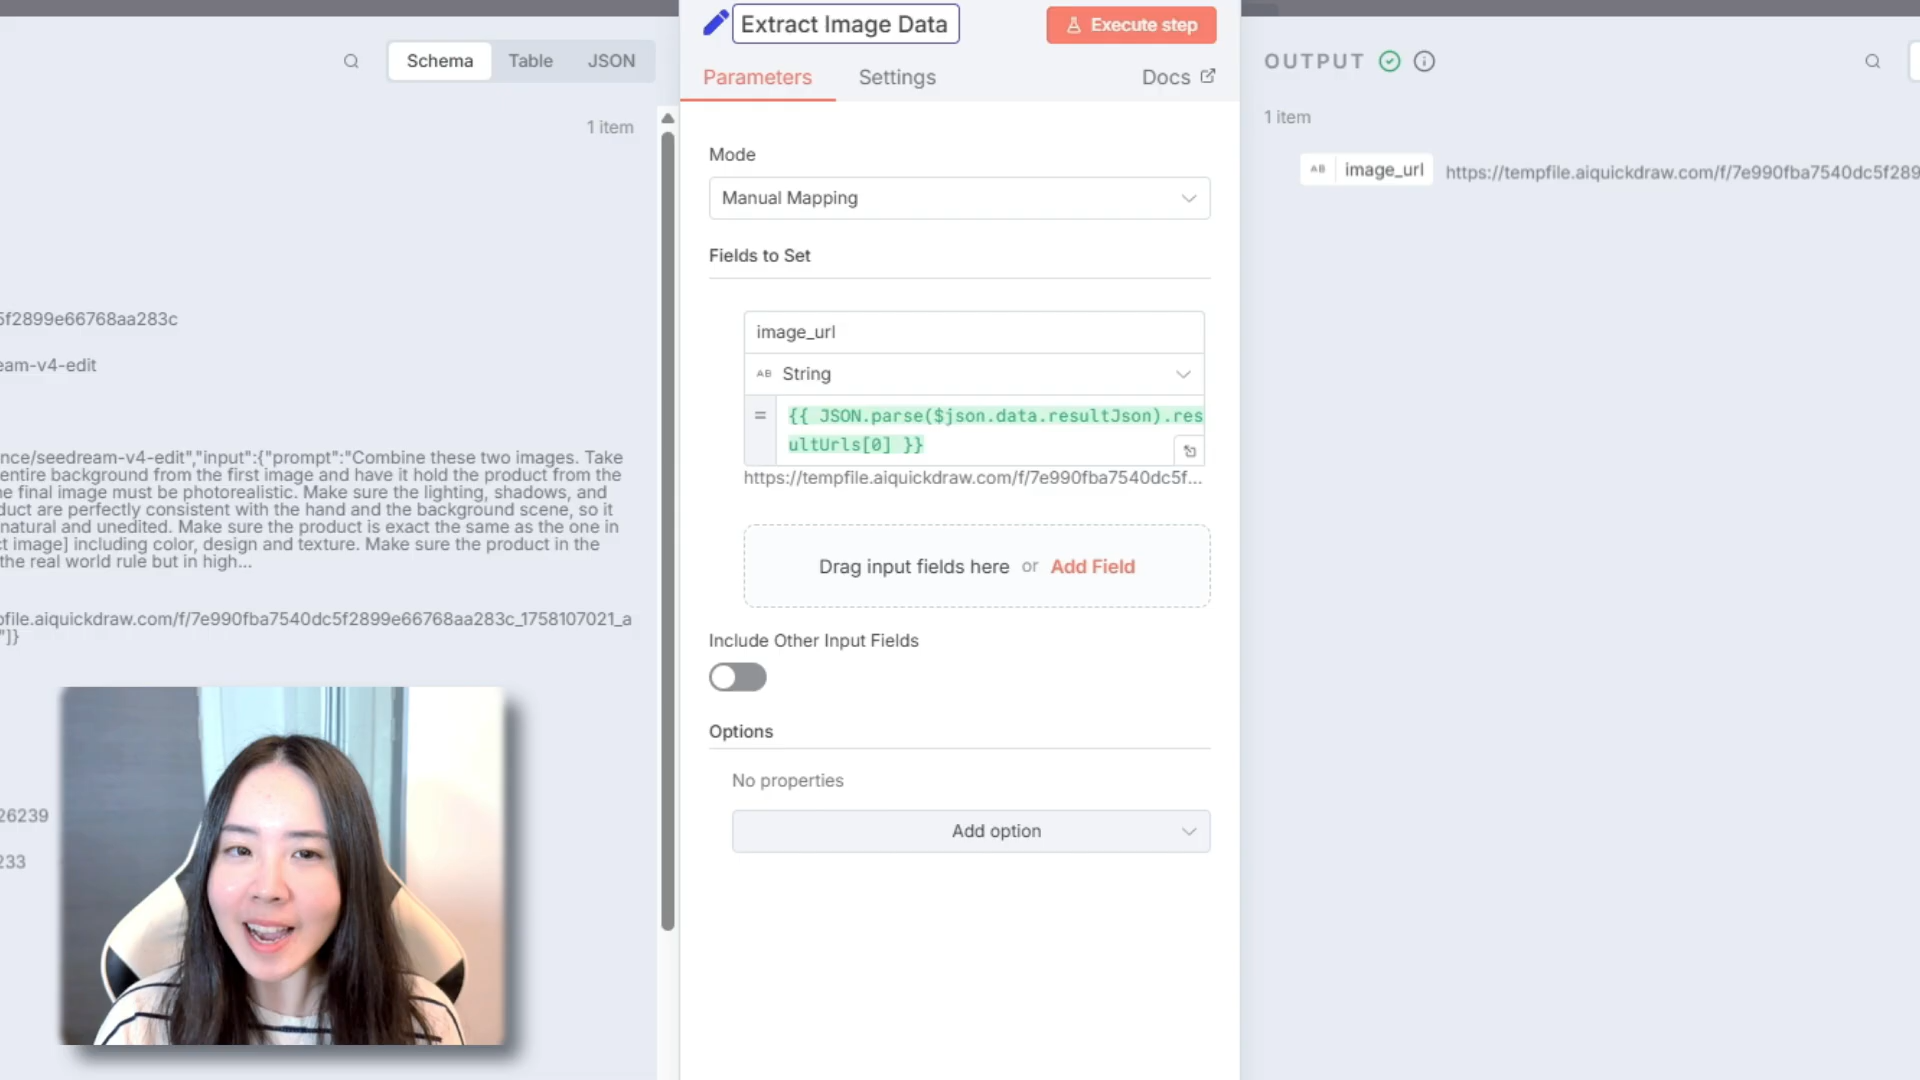 Schema Table JSON
1 item
5f2899e66768aa283c
eam-v4-edit
nce/seedream-v4-edit","input":{"prompt":"Combine these two images. Take
entire background from the first image and have it hold the product from the
e final image must be photorealistic. Make sure the lighting, shadows, and
duct are perfectly consistent with the hand and the background scene, so it
natural and unedited. Make sure the product is exact the same as the one in
ct image] including color, design and texture. Make sure the product in the
the real world rule but in high...
pfile.aiquickdraw.com/f/7e990fba7540dc5f2899e66768aa283c_1758107021_a
"]}
26239
233
Extract Image Data
Execute step
Parameters Settings Docs
Mode
Manual Mapping
Fields to Set
image_url
AB String
= {{ JSON.parse($json.data.resultJson).res
ultUrls[0] }}
https://tempfile.aiquickdraw.com/f/7e990fba7540dc5f...
Drag input fields here or Add Field
Include Other Input Fields
Options
No properties
Add option
OUTPUT
1 item
AB image_url https://tempfile.aiquickdraw.com/f/7e990fba7540dc5f289